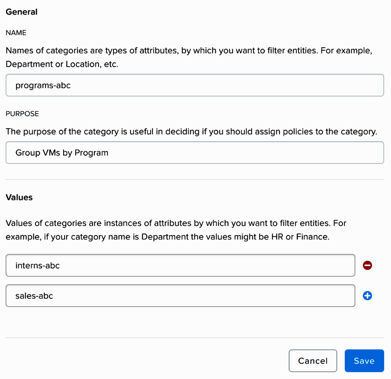 General
NAME
Names of categories are types of attributes, by which you want to filter entities. For example,
Department or Location, etc.
programs-abc
PURPOSE
The purpose of the category is useful in deciding if you should assign policies to the category.
Group VMs by Program
Values
Values of categories are instances of attributes by which you want to filter entities. For
example, if your category name is Department the values might be HR or Finance.
interns-abc
sales-abc
Cancel
Save